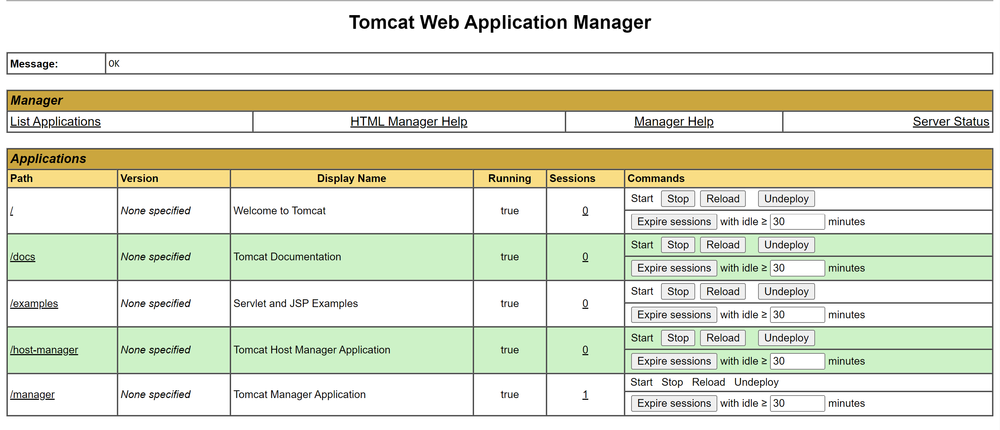 Tomcat Web Application Manager
Message: OK
Manager
List Applications HTML Manager Help Manager Help Server Status
Applications
Path Version Display Name Running Sessions Commands
/ None specified Welcome to Tomcat true 0 Start Stop Reload Undeploy
Expire sessions with idle ≥ 30 minutes
/docs None specified Tomcat Documentation true 0 Start Stop Reload Undeploy
Expire sessions with idle ≥ 30 minutes
/examples None specified Servlet and JSP Examples true 0 Start Stop Reload Undeploy
Expire sessions with idle ≥ 30 minutes
/host-manager None specified Tomcat Host Manager Application true 0 Start Stop Reload Undeploy
Expire sessions with idle ≥ 30 minutes
/manager None specified Tomcat Manager Application true 1 Start Stop Reload Undeploy
Expire sessions with idle ≥ 30 minutes